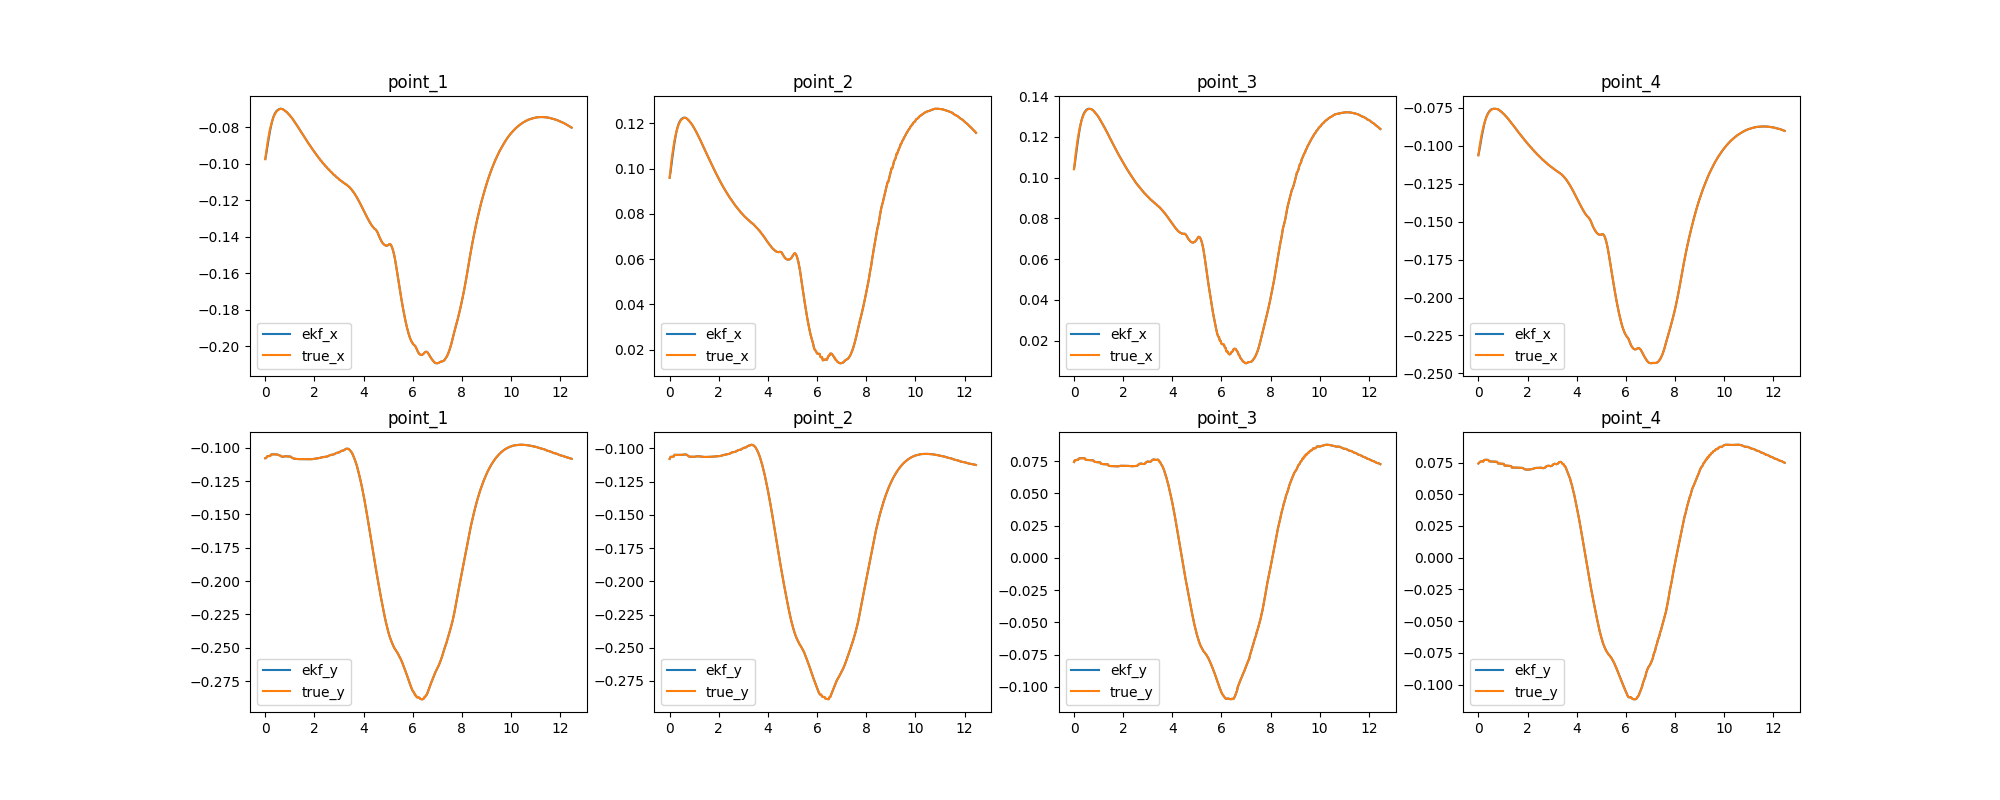 point_1
point_2
point_3
point_4
−0.08
−0.10
−0.12
−0.14
−0.16
−0.18
−0.20
ekf_x
true_x
0 2 4 6 8 10 12
0.12
0.10
0.08
0.06
0.04
0.02
ekf_x
true_x
0 2 4 6 8 10 12
0.14
0.12
0.10
0.08
0.06
0.04
0.02
ekf_x
true_x
0 2 4 6 8 10 12
−0.075
−0.100
−0.125
−0.150
−0.175
−0.200
−0.225
−0.250
ekf_x
true_x
0 2 4 6 8 10 12
point_1
point_2
point_3
point_4
−0.100
−0.125
−0.150
−0.175
−0.200
−0.225
−0.250
−0.275
ekf_y
true_y
0 2 4 6 8 10 12
−0.100
−0.125
−0.150
−0.175
−0.200
−0.225
−0.250
−0.275
ekf_y
true_y
0 2 4 6 8 10 12
0.075
0.050
0.025
0.000
−0.025
−0.050
−0.075
−0.100
ekf_y
true_y
0 2 4 6 8 10 12
0.075
0.050
0.025
0.000
−0.025
−0.050
−0.075
−0.100
ekf_y
true_y
0 2 4 6 8 10 12